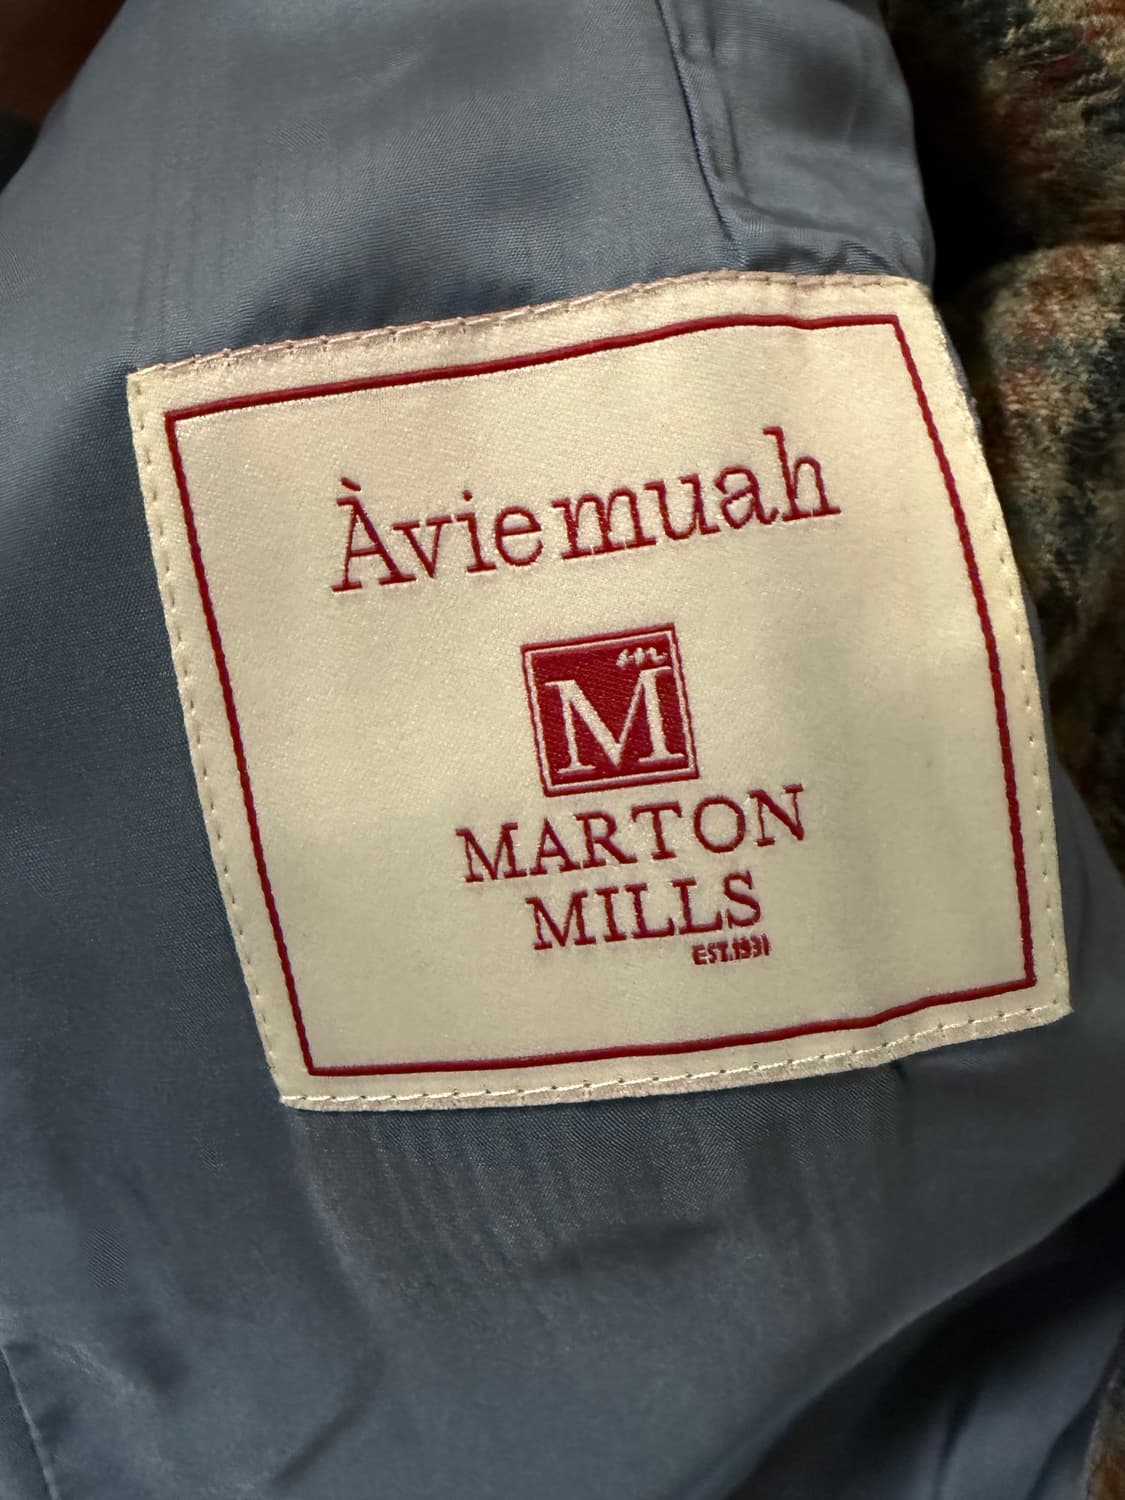 Àviemuah
M
MARTON
MILLS
EST.1931